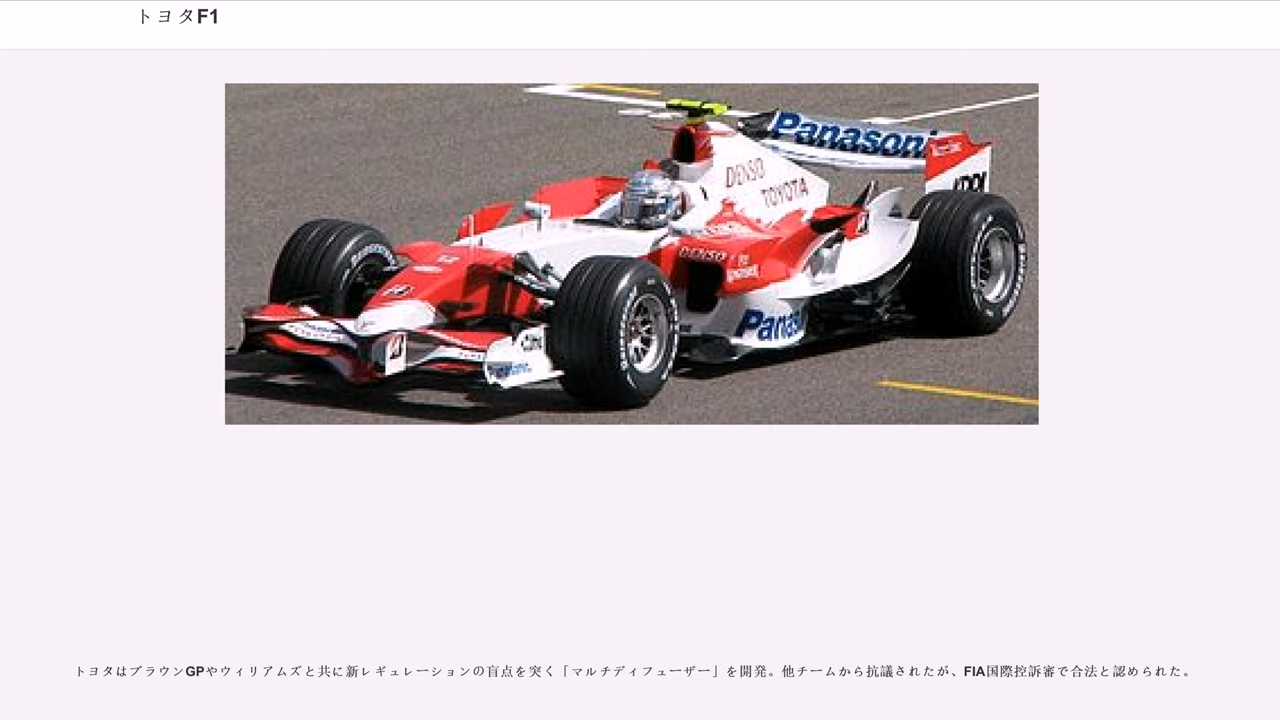 トヨタF1
Panasonic
DENSO
TOYOTA
DENSO
Panas
Panasonic
トヨタはブラウンGPやウィリアムズと共に新レギュレーションの盲点を突く「マルチディフューザー」を開発。他チームから抗議されたが、FIA国際控訴審で合法と認められた。